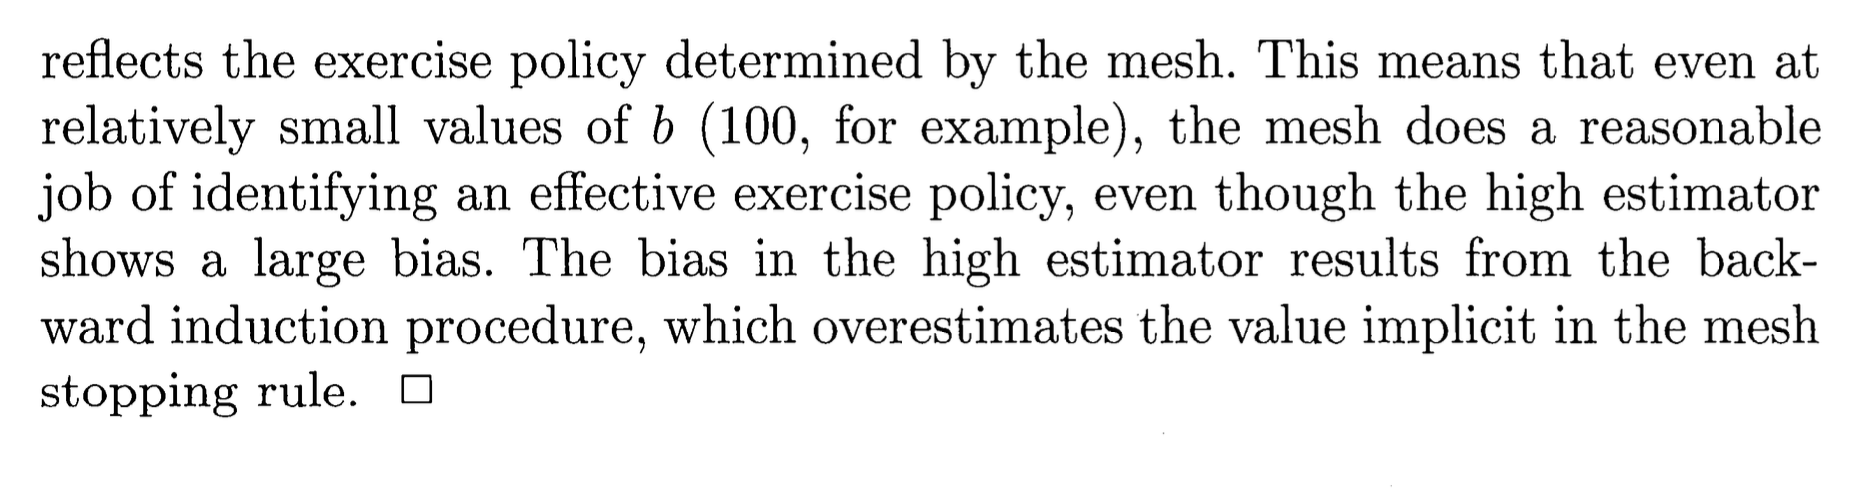 reflects the exercise policy determined by the mesh. This means that even at
relatively small values of b (100, for example), the mesh does a reasonable
job of identifying an effective exercise policy, even though the high estimator
shows a large bias. The bias in the high estimator results from the back-
ward induction procedure, which overestimates the value implicit in the mesh
stopping rule. □